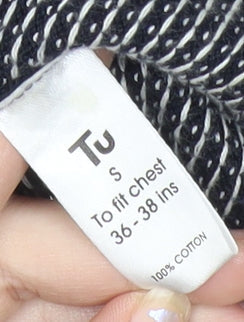 Tu
S
To fit chest
36 - 38 ins
100% COTTON